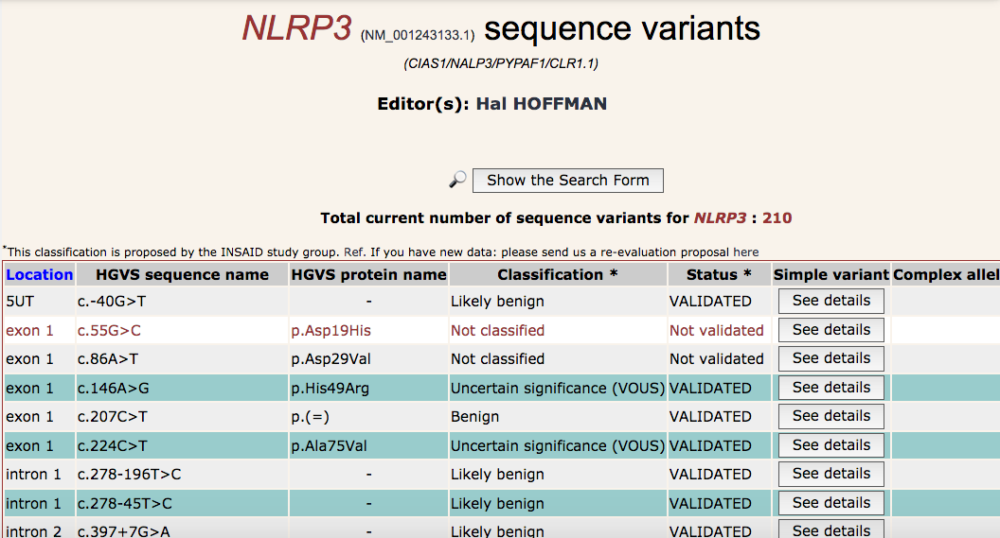 NLRP3 (NM_001243133.1) sequence variants
(CIAS1/NALP3/PYPAF1/CLR1.1)
Editor(s): Hal HOFFMAN
Show the Search Form
Total current number of sequence variants for NLRP3 : 210
*This classification is proposed by the INSAID study group. Ref. If you have new data: please send us a re-evaluation proposal here
Location HGVS sequence name HGVS protein name Classification * Status * Simple variant Complex allel
5UT c.-40G>T - Likely benign VALIDATED See details
exon 1 c.55G>C p.Asp19His Not classified Not validated See details
exon 1 c.86A>T p.Asp29Val Not classified Not validated See details
exon 1 c.146A>G p.His49Arg Uncertain significance (VOUS) VALIDATED See details
exon 1 c.207C>T p.(=) Benign VALIDATED See details
exon 1 c.224C>T p.Ala75Val Uncertain significance (VOUS) VALIDATED See details
intron 1 c.278-196T>C - Likely benign VALIDATED See details
intron 1 c.278-45T>C - Likely benign VALIDATED See details
intron 2 c.397+7G>A - Likely benign VALIDATED See details